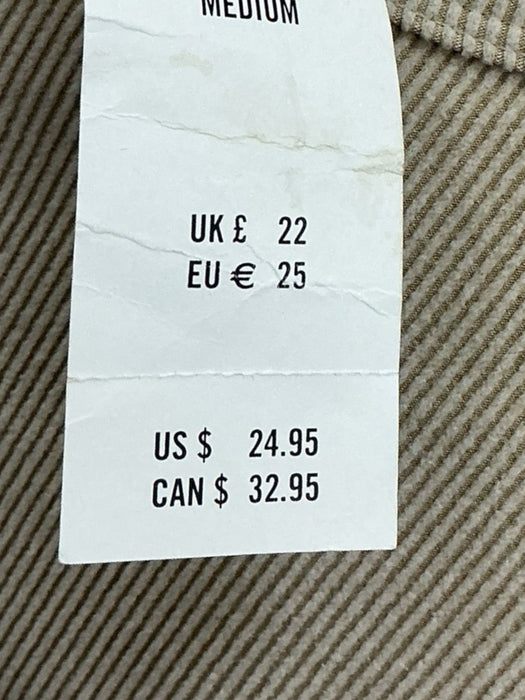 MEDIUM
UK £ 22
EU € 25
US $ 24.95
CAN $ 32.95